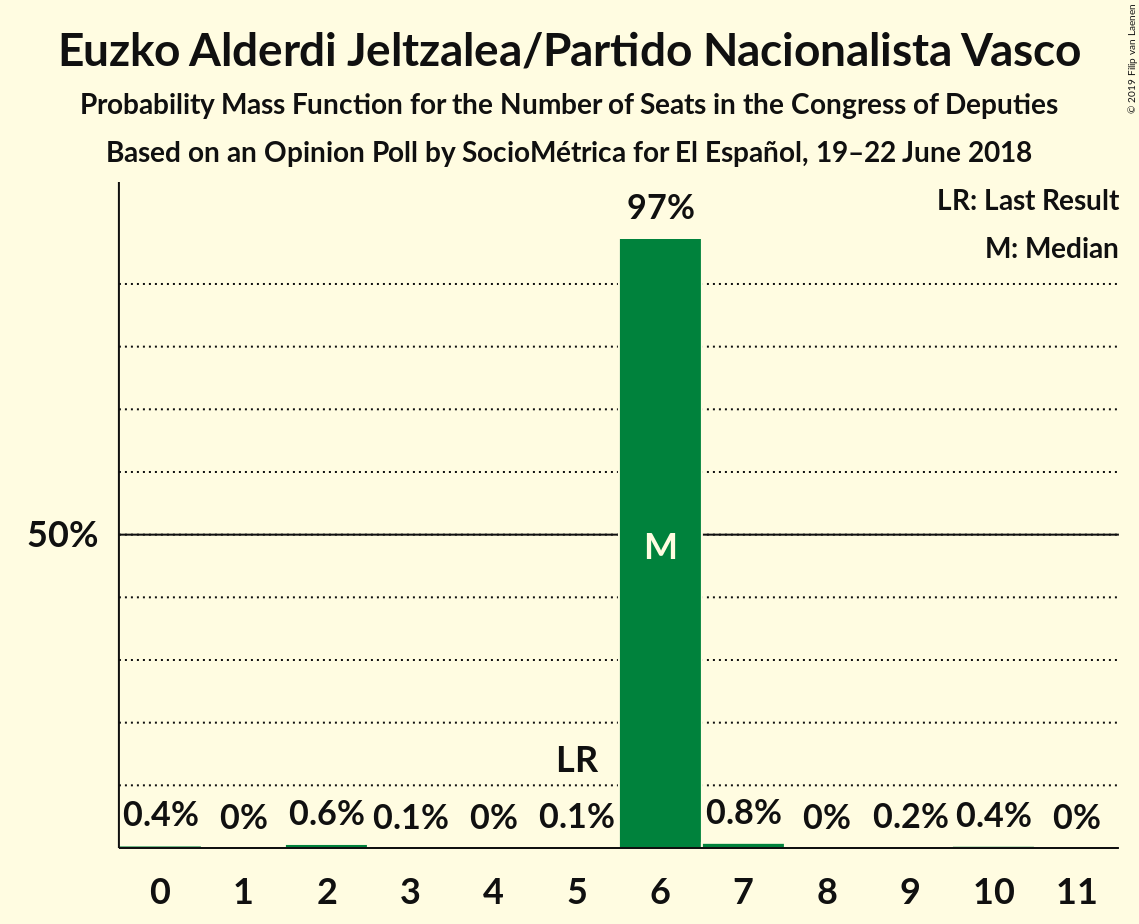 Euzko Alderdi Jeltzalea/Partido Nacionalista Vasco
Probability Mass Function for the Number of Seats in the Congress of Deputies
Based on an Opinion Poll by SocioMétrica for El Español, 19–22 June 2018
© 2019 Filip van Laenen
LR: Last Result
M: Median
97%
50%
M
LR
0.4% 0% 0.6% 0.1% 0% 0.1% 0.8% 0% 0.2% 0.4% 0%
0 1 2 3 4 5 6 7 8 9 10 11